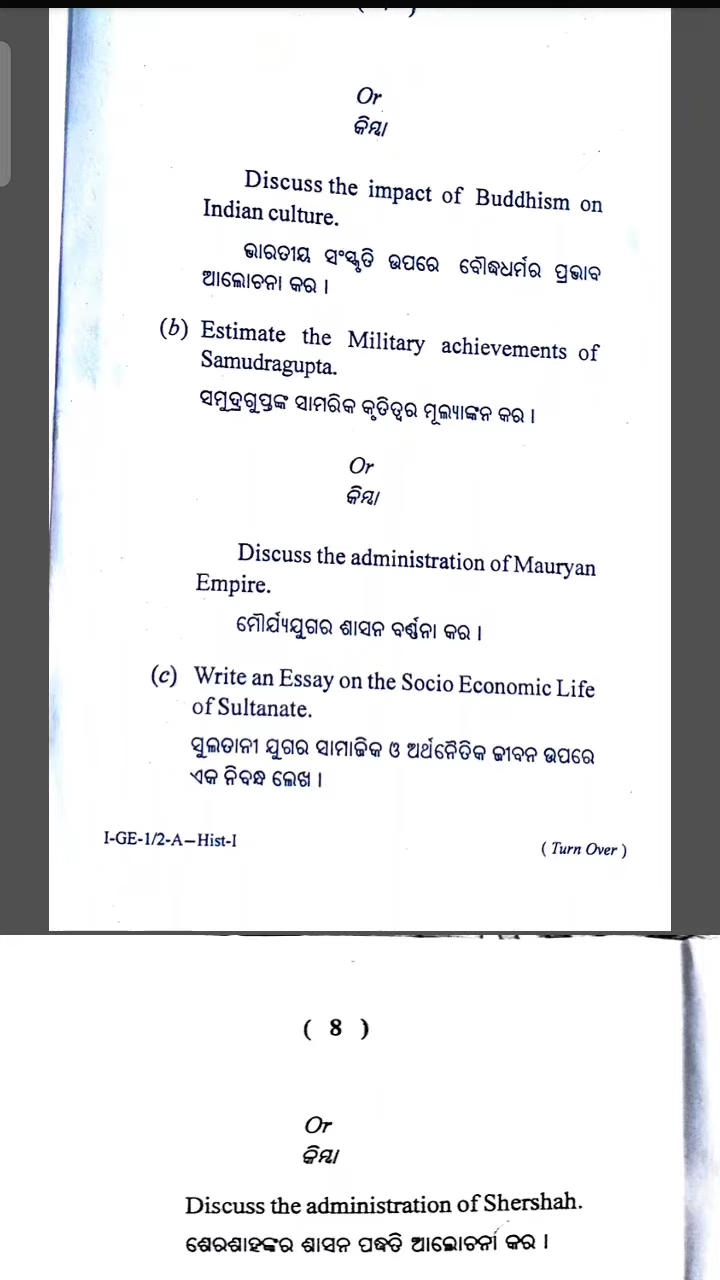 Or
କିମ୍ବା
Discuss the impact of Buddhism on
Indian culture.
ଭାରତୀୟ ସଂସ୍କୃତି ଉପରେ ବୌଦ୍ଧଧର୍ମର ପ୍ରଭାବ
ଆଲୋଚନା କର ।
(b) Estimate the Military achievements of
Samudragupta.
ସମୁଦ୍ରଗୁପ୍ତଙ୍କ ସାମରିକ କୃତିତ୍ୱର ମୂଲ୍ୟାଙ୍କନ କର ।
Or
କିମ୍ବା
Discuss the administration of Mauryan
Empire.
ମୌର୍ଯ୍ୟଯୁଗର ଶାସନ ବର୍ଣ୍ଣନା କର ।
(c) Write an Essay on the Socio Economic Life
of Sultanate.
ସୁଲତାନୀ ଯୁଗର ସାମାଜିକ ଓ ଅର୍ଥନୈତିକ ଜୀବନ ଉପରେ
ଏକ ନିବନ୍ଧ ଲେଖ ।
I-GE-1/2-A—Hist-I
( Turn Over )
( 8 )
Or
କିମ୍ବା
Discuss the administration of Shershah.
ଶେରଶାହଙ୍କର ଶାସନ ପଦ୍ଧତି ଆଲୋଚନା କର ।